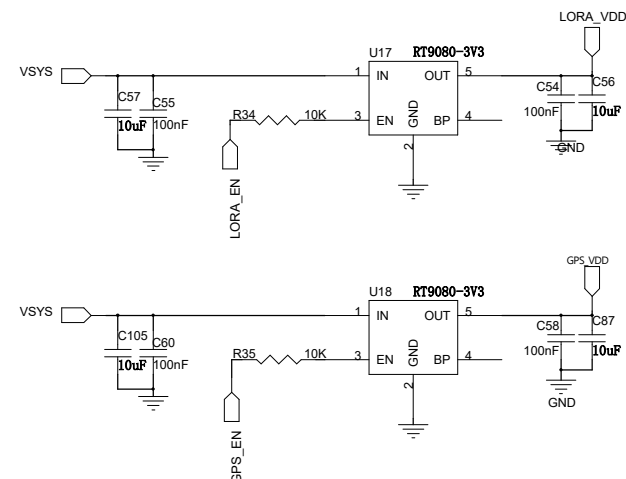 LORA_VDD
U17 RT9080-3V3
VSYS
1 IN OUT 5
C57
10uF
C55
100nF
C54
100nF
C56
10uF
R34 10K
3 EN GND BP 4
2
GND
LORA_EN
GPS_VDD
U18 RT9080-3V3
VSYS
1 IN OUT 5
C105
10uF
C60
100nF
C58
100nF
C87
10uF
R35 10K
3 EN GND BP 4
2
GND
GPS_EN